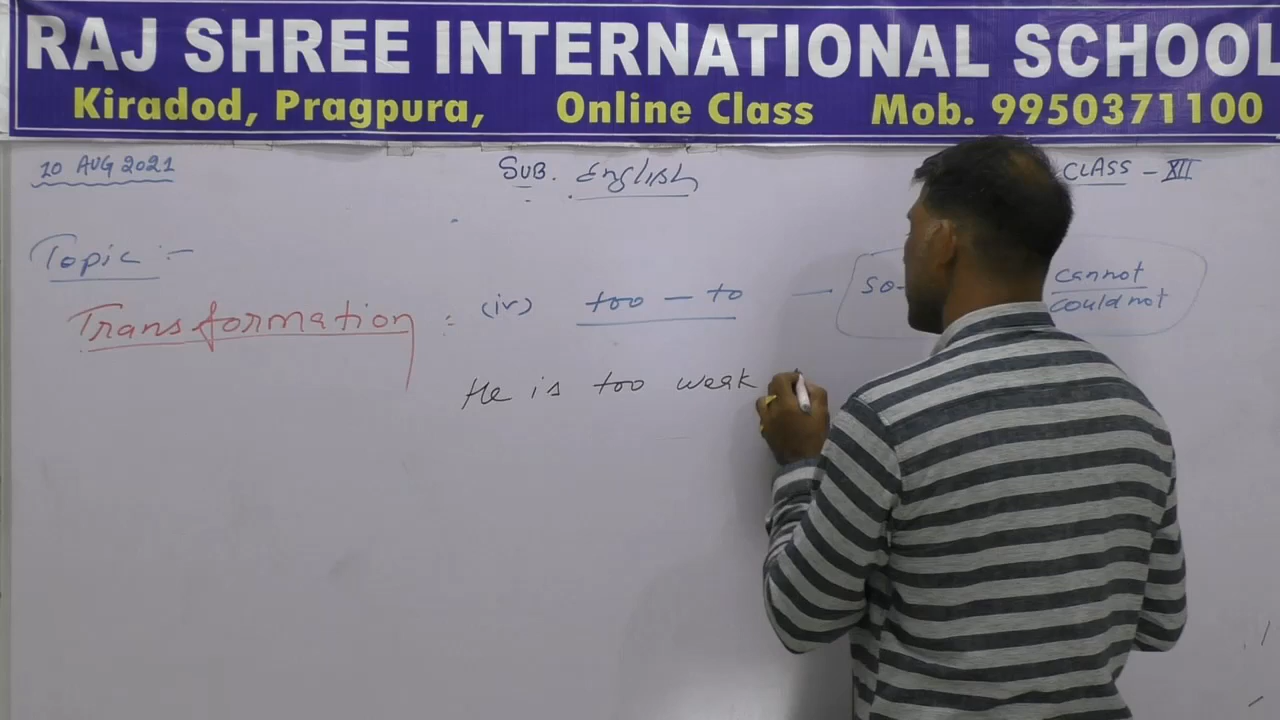 RAJ SHREE INTERNATIONAL SCHOOL
Kiradod, Pragpura, Online Class Mob. 9950371100
10 AUG 2021 SUB. English CLASS - XII
Topic :-
Transformation : (iv) too - to — so- cannot
could not
He is too weak